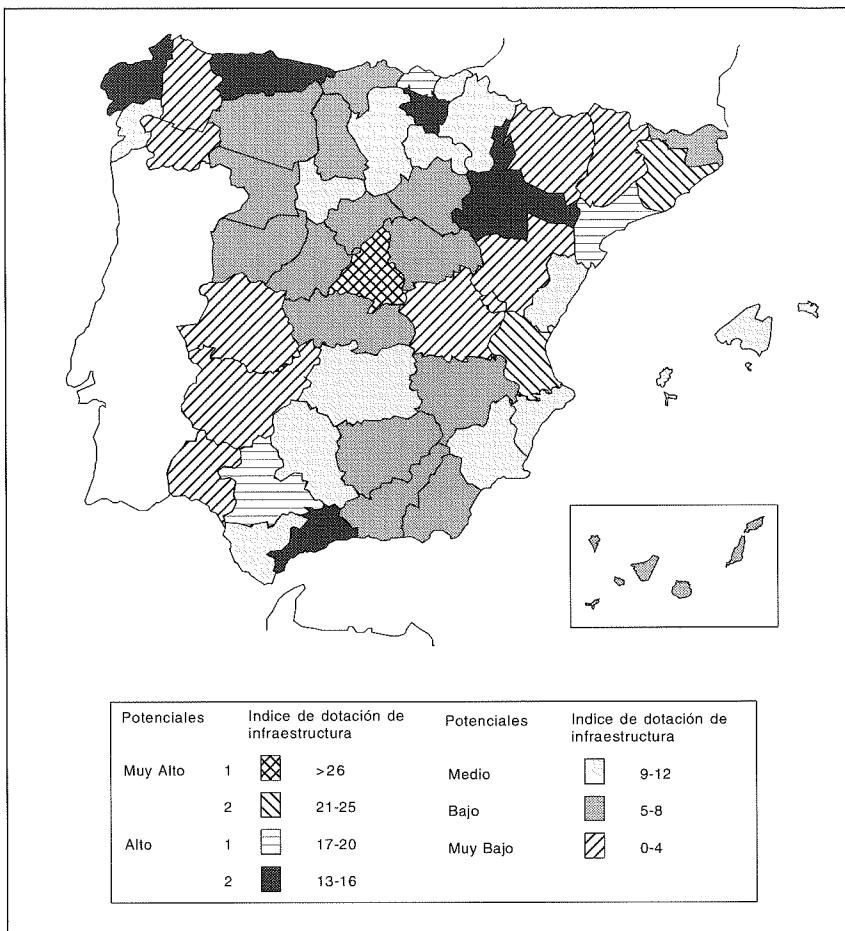 Potenciales Indice de dotación de infraestructura
Muy Alto 1 >26
2 21-25
Alto 1 17-20
2 13-16
Potenciales Indice de dotación de infraestructura
Medio 9-12
Bajo 5-8
Muy Bajo 0-4